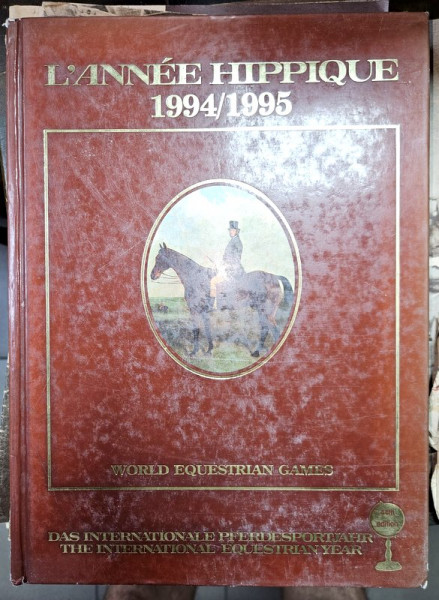 L'ANNÉE HIPPIQUE
1994/1995
WORLD EQUESTRIAN GAMES
DAS INTERNATIONALE PFERDESPORTJAHR
THE INTERNATIONAL EQUESTRIAN YEAR